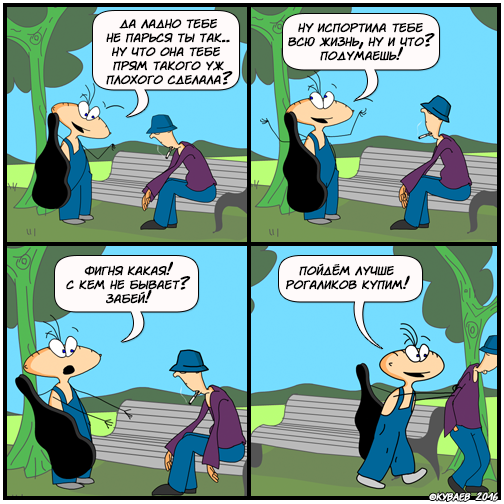 ДА ЛАДНО ТЕБЕ
НЕ ПАРЬСЯ ТЫ ТАК..
НУ ЧТО ОНА ТЕБЕ
ПРЯМ ТАКОГО УЖ
ПЛОХОГО СДЕЛАЛА?
НУ ИСПОРТИЛА ТЕБЕ
ВСЮ ЖИЗНЬ, НУ И ЧТО?
ПОДУМАЕШЬ!
ФИГНЯ КАКАЯ!
С КЕМ НЕ БЫВАЕТ?
ЗАБЕЙ!
ПОЙДЁМ ЛУЧШЕ
РОГАЛИКОВ КУПИМ!
©КУВАЕВ_2016